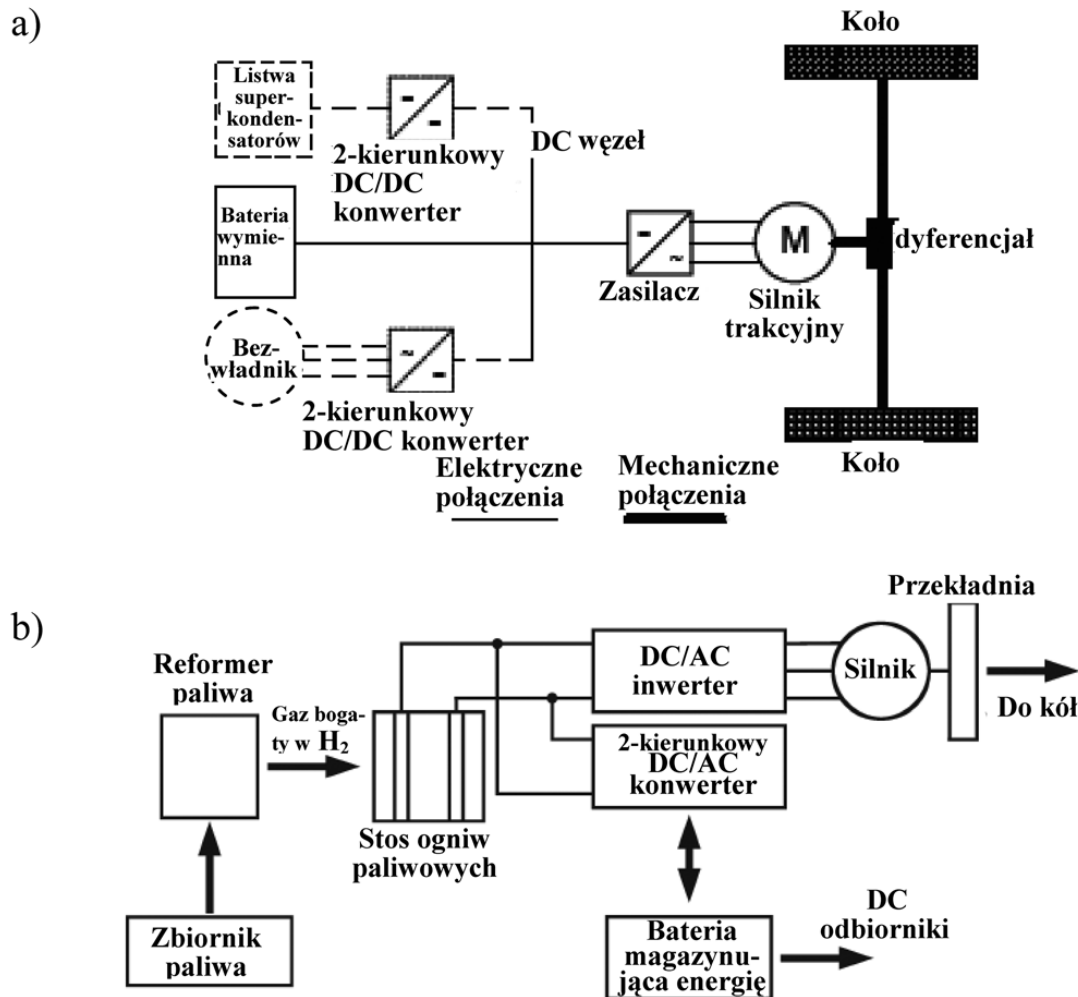 a)
Koło
Listwa
super-
konden-
satorów
2-kierunkowy
DC/DC
konwerter
DC węzeł
Bateria
wymie-
nna
Zasilacz
M
Silnik
trakcyjny
dyferencjał
Bez-
władnik
2-kierunkowy
DC/DC konwerter
Koło
Elektryczne
połączenia
Mechaniczne
połączenia
b)
Przekładnia
Reformer
paliwa
Gaz boga-
ty w H₂
Stos ogniw
paliwowych
DC/AC
inwerter
Silnik
Do kół
2-kierunkowy
DC/AC
konwerter
Zbiornik
paliwa
Bateria
magazynu-
jąca energię
DC
odbiorniki